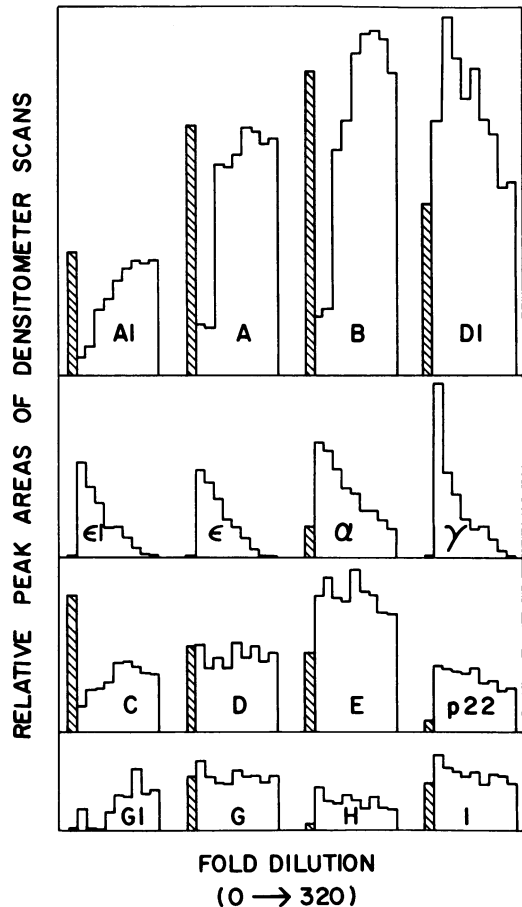 RELATIVE PEAK AREAS OF DENSITOMETER SCANS
A1 A B D1
ϵ1 ϵ α γ
C D E p22
G1 G H I
FOLD DILUTION
(0 → 320)